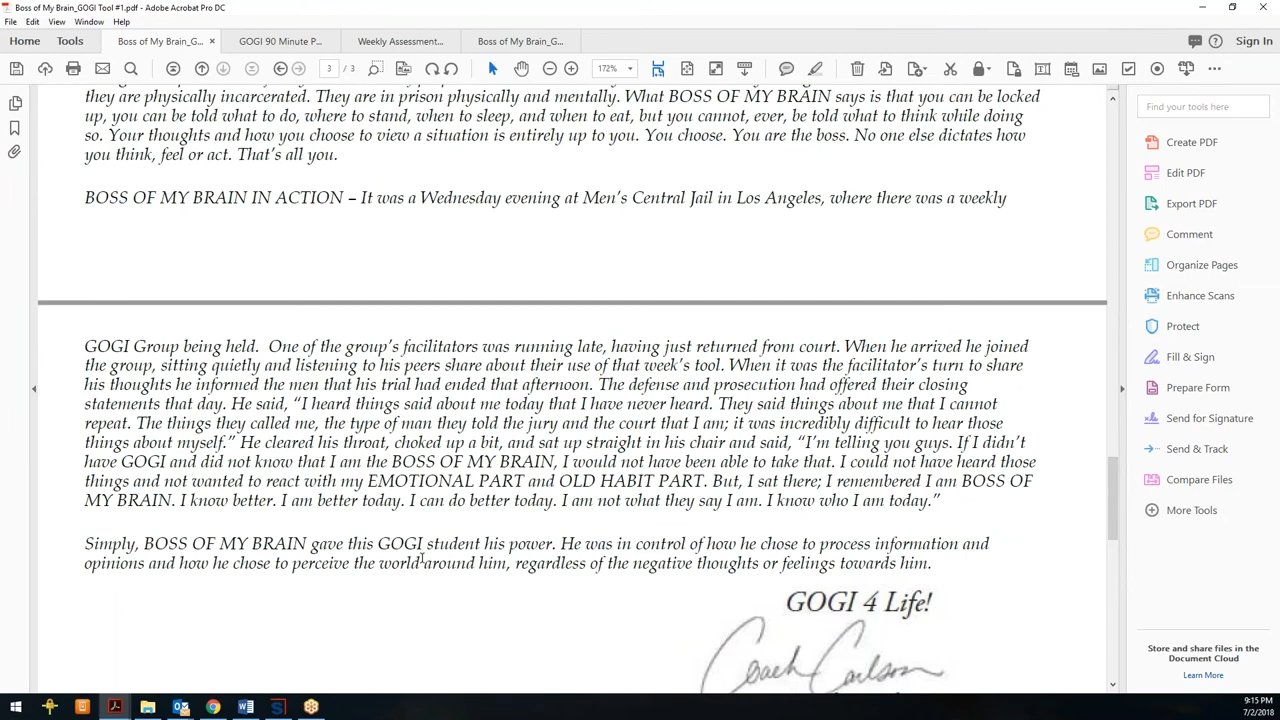 Boss of My Brain_GOGI Tool #1.pdf - Adobe Acrobat Pro DC
File Edit View Window Help
Home Tools Boss of My Brain_G... × GOGI 90 Minute P... Weekly Assessment... Boss of My Brain_G... Sign In
3 / 3 172%
they are physically incarcerated. They are in prison physically and mentally. What BOSS OF MY BRAIN says is that you can be locked
up, you can be told what to do, where to stand, when to sleep, and when to eat, but you cannot, ever, be told what to think while doing
so. Your thoughts and how you choose to view a situation is entirely up to you. You choose. You are the boss. No one else dictates how
you think, feel or act. That's all you.
BOSS OF MY BRAIN IN ACTION – It was a Wednesday evening at Men's Central Jail in Los Angeles, where there was a weekly
GOGI Group being held. One of the group's facilitators was running late, having just returned from court. When he arrived he joined
the group, sitting quietly and listening to his peers share about their use of that week's tool. When it was the facilitator's turn to share
his thoughts he informed the men that his trial had ended that afternoon. The defense and prosecution had offered their closing
statements that day. He said, "I heard things said about me today that I have never heard. They said things about me that I cannot
repeat. The things they called me, the type of man they told the jury and the court that I am; it was incredibly difficult to hear those
things about myself." He cleared his throat, choked up a bit, and sat up straight in his chair and said, "I'm telling you guys. If I didn't
have GOGI and did not know that I am the BOSS OF MY BRAIN, I would not have been able to take that. I could not have heard those
things and not wanted to react with my EMOTIONAL PART and OLD HABIT PART. But, I sat there; I remembered I am BOSS OF
MY BRAIN. I know better. I am better today. I can do better today. I am not what they say I am. I know who I am today."
Simply, BOSS OF MY BRAIN gave this GOGI student his power. He was in control of how he chose to process information and
opinions and how he chose to perceive the world around him, regardless of the negative thoughts or feelings towards him.
GOGI 4 Life!
Coach Carlson
Find your tools here
Create PDF
Edit PDF
Export PDF
Comment
Organize Pages
Enhance Scans
Protect
Fill & Sign
Prepare Form
Send for Signature
Send & Track
Compare Files
More Tools
Store and share files in the
Document Cloud
Learn More
9:15 PM
7/2/2018